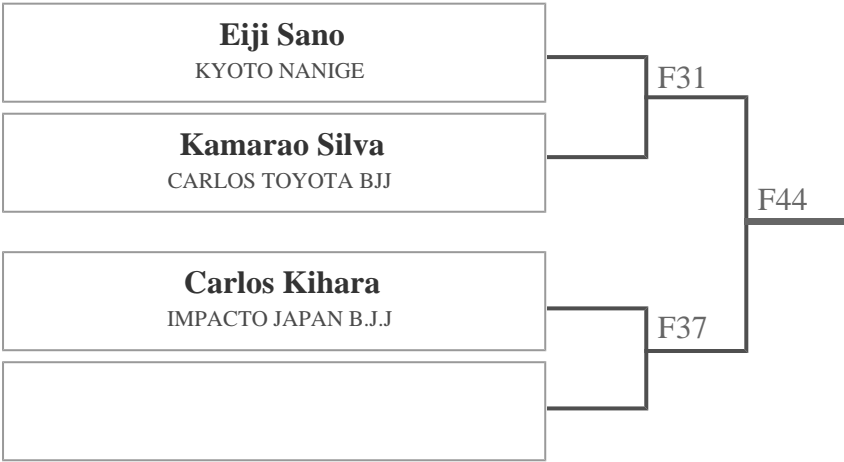 Eiji Sano
KYOTO NANIGE
F31
Kamarao Silva
CARLOS TOYOTA BJJ
F44
Carlos Kihara
IMPACTO JAPAN B.J.J
F37